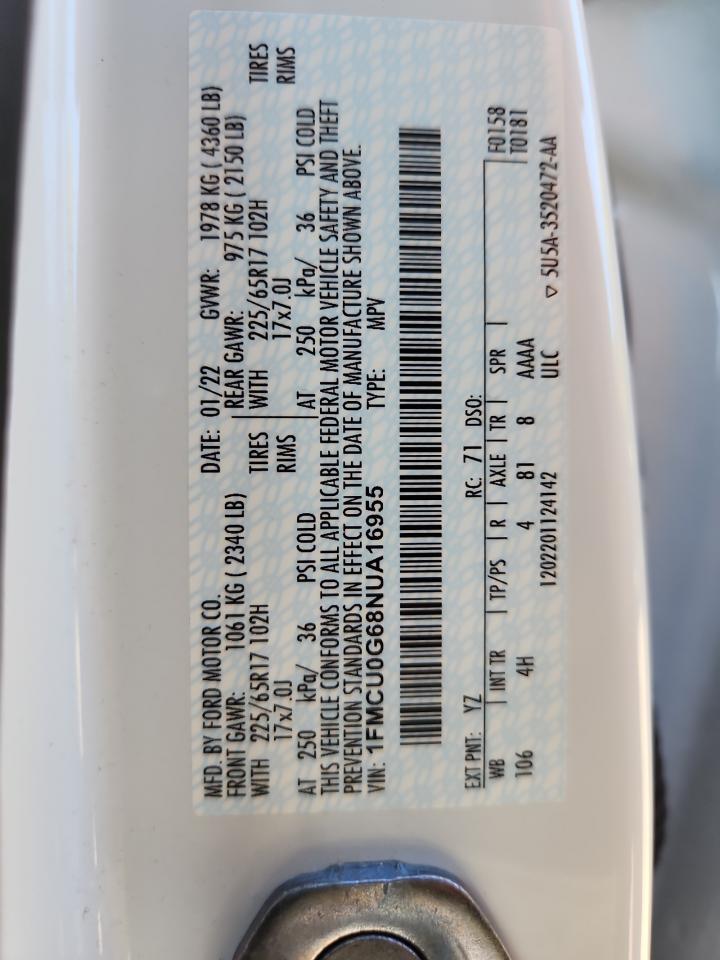 MFD. BY FORD MOTOR CO.
DATE: 01/22 GVWR: 1978 KG ( 4360 LB)
FRONT GAWR: 1061 KG ( 2340 LB) REAR GAWR: 975 KG ( 2150 LB)
WITH 225/65R17 102H TIRES WITH 225/65R17 102H TIRES
17x7.0J RIMS 17x7.0J RIMS
AT 250 kPa/ 36 PSI COLD AT 250 kPa/ 36 PSI COLD
THIS VEHICLE CONFORMS TO ALL APPLICABLE FEDERAL MOTOR VEHICLE SAFETY AND THEFT
PREVENTION STANDARDS IN EFFECT ON THE DATE OF MANUFACTURE SHOWN ABOVE.
VIN: 1FMCU0G68NUA16955 TYPE: MPV
EXT PNT: YZ RC: 71 DSO:
WB | INT TR | TP/PS | R | AXLE | TR | SPR | F0158
106 4H 4 81 8 AAAA T0181
1202201124142 ULC ▽ 5U5A-3520472-AA